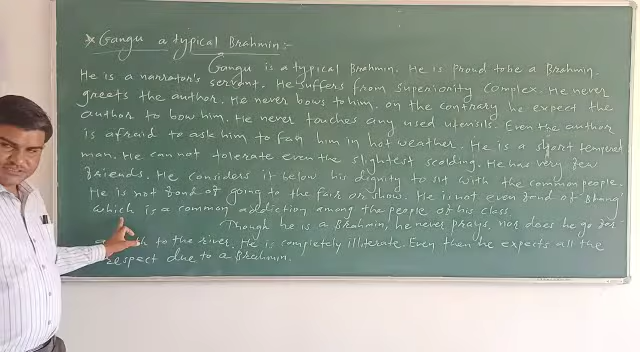 * Gangu a typical Brahmin:-
Gangu is a typical Brahmin. He is proud to be a Brahmin.
He is a narrator's servant. He suffers from superiority complex. He never
greets the author. He never bows to him. on the contrary he expect the
author to bow him. He never touches any used utensils. Even the author
is afraid to ask him to fan him in hot weather. He is a short tempered
man. He can not tolerate even the slightest scolding. He has very few
friends. He considers it below his dignity to sit with the common people.
He is not fond of going to the fair or show. He is not even fond of 'Bhang'
which is a common addiction among the people of his class.
Though he is a Brahmin, he never prays, nor does he go for
a to the river. He is completely illiterate. Even then he expects all the
respect due to a Brahmin.